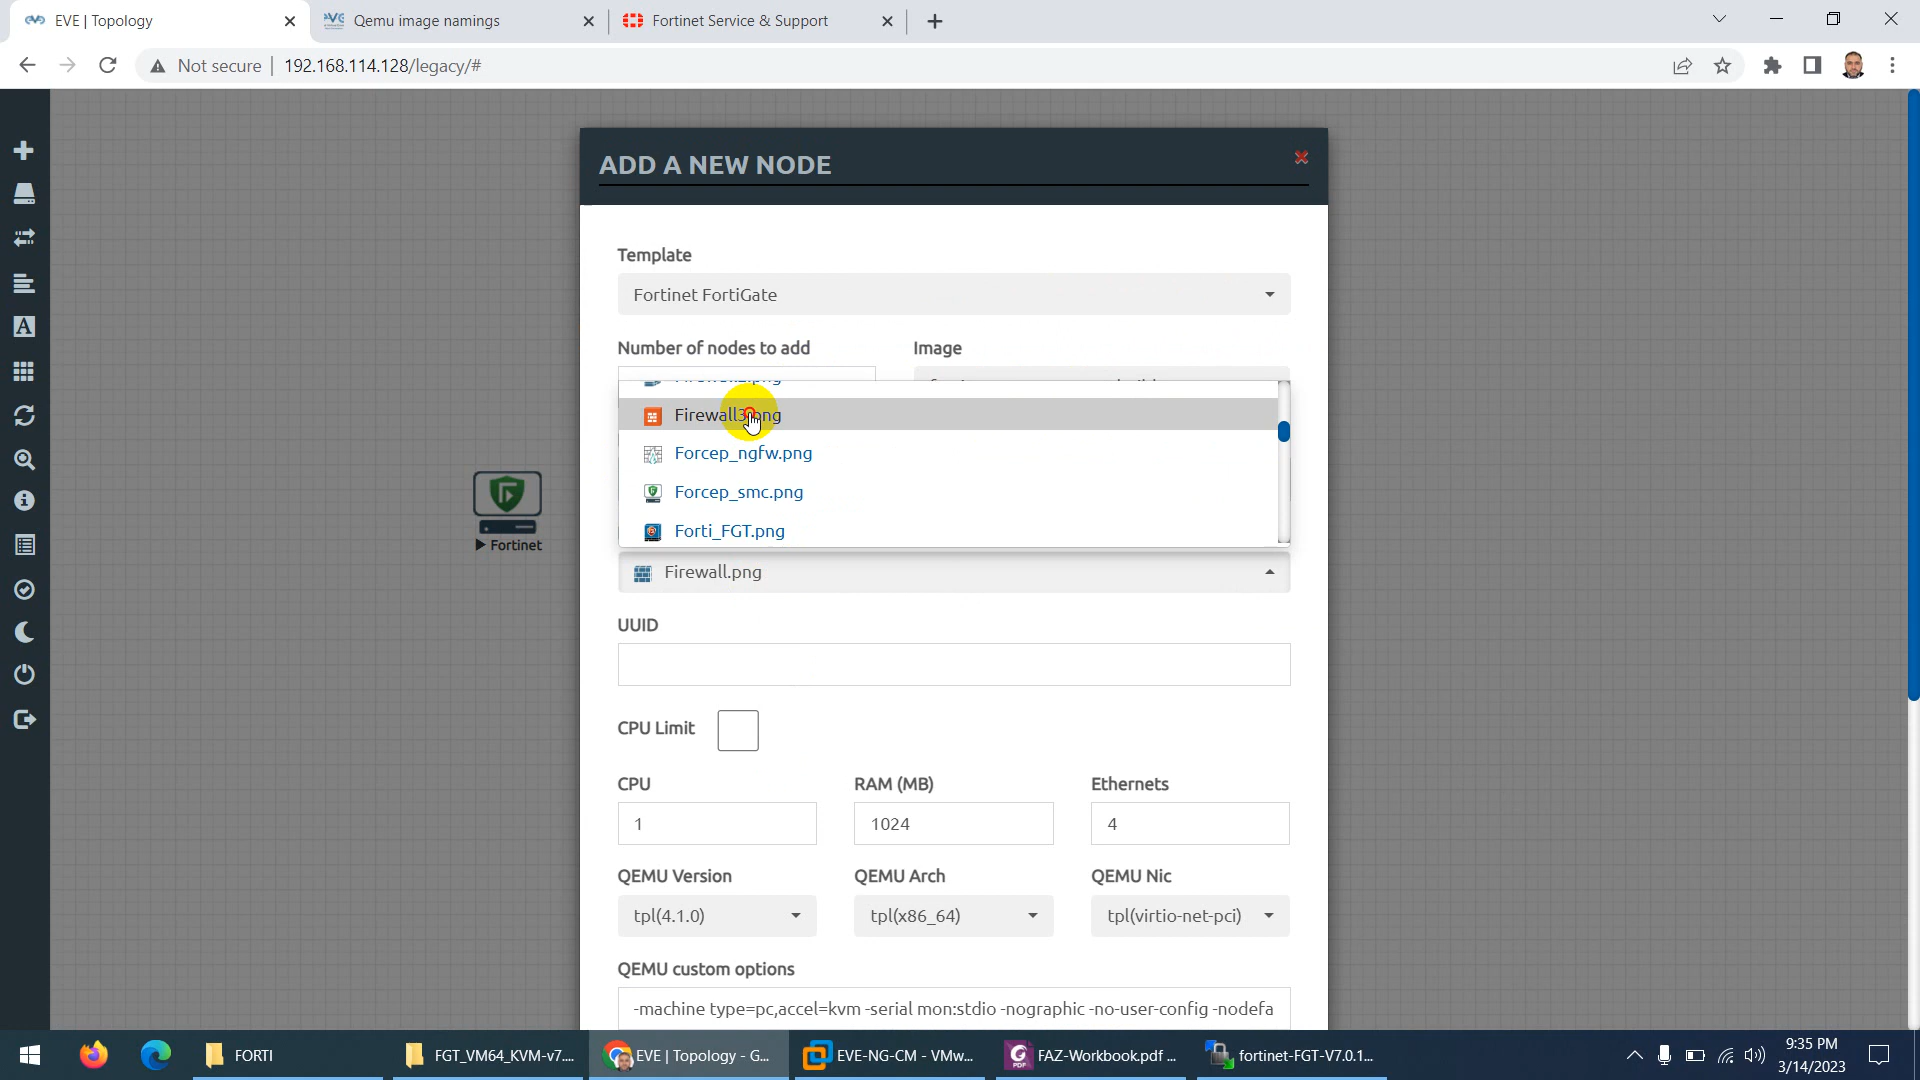 EVE | Topology
Qemu image namings
Fortinet Service & Support
Not secure
192.168.114.128/legacy/#
ADD A NEW NODE
Template
Fortinet FortiGate
Number of nodes to add
Image
Firewall3.png
Forcep_ngfw.png
Forcep_smc.png
Forti_FGT.png
Firewall.png
Fortinet
UUID
CPU Limit
CPU
RAM (MB)
Ethernets
1
1024
4
QEMU Version
QEMU Arch
QEMU Nic
tpl(4.1.0)
tpl(x86_64)
tpl(virtio-net-pci)
QEMU custom options
-machine type=pc,accel=kvm -serial mon:stdio -nographic -no-user-config -nodefa
FORTI
FGT_VM64_KVM-v7....
EVE | Topology - G...
EVE-NG-CM - VMw...
FAZ-Workbook.pdf ...
fortinet-FGT-V7.0.1...
9:35 PM
3/14/2023